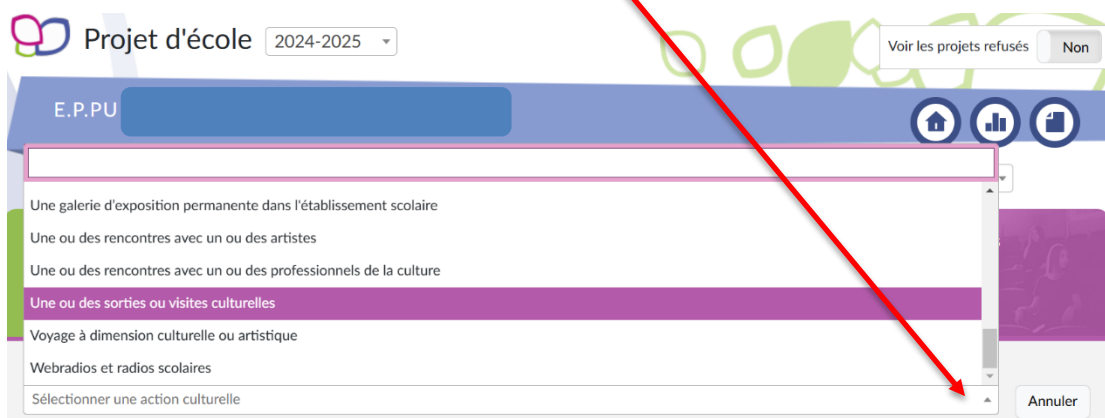 Projet d'école 2024-2025
Voir les projets refusés Non
E.P.PU
Une galerie d'exposition permanente dans l'établissement scolaire
Une ou des rencontres avec un ou des artistes
Une ou des rencontres avec un ou des professionnels de la culture
Une ou des sorties ou visites culturelles
Voyage à dimension culturelle ou artistique
Webradios et radios scolaires
Sélectionner une action culturelle
Annuler